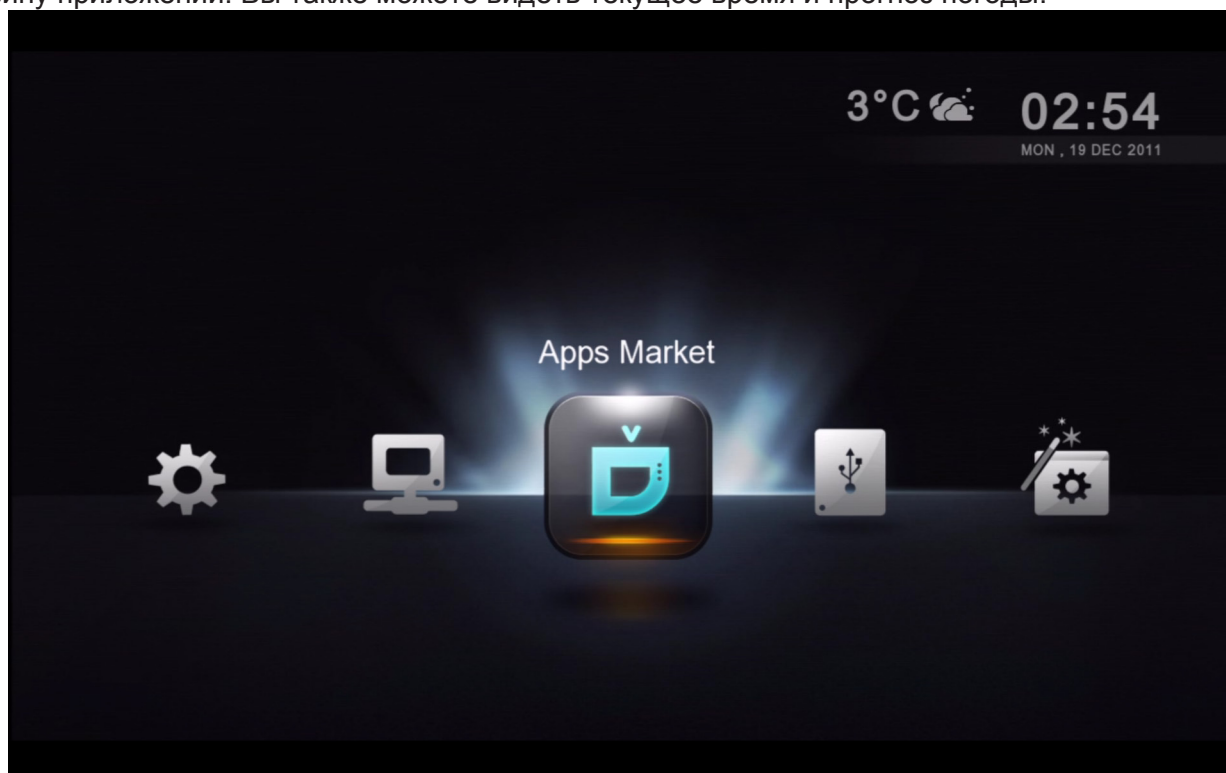 приложений. Вы также можете видеть текущее время и прогноз погоды.
3°C 02:54
MON , 19 DEC 2011
Apps Market